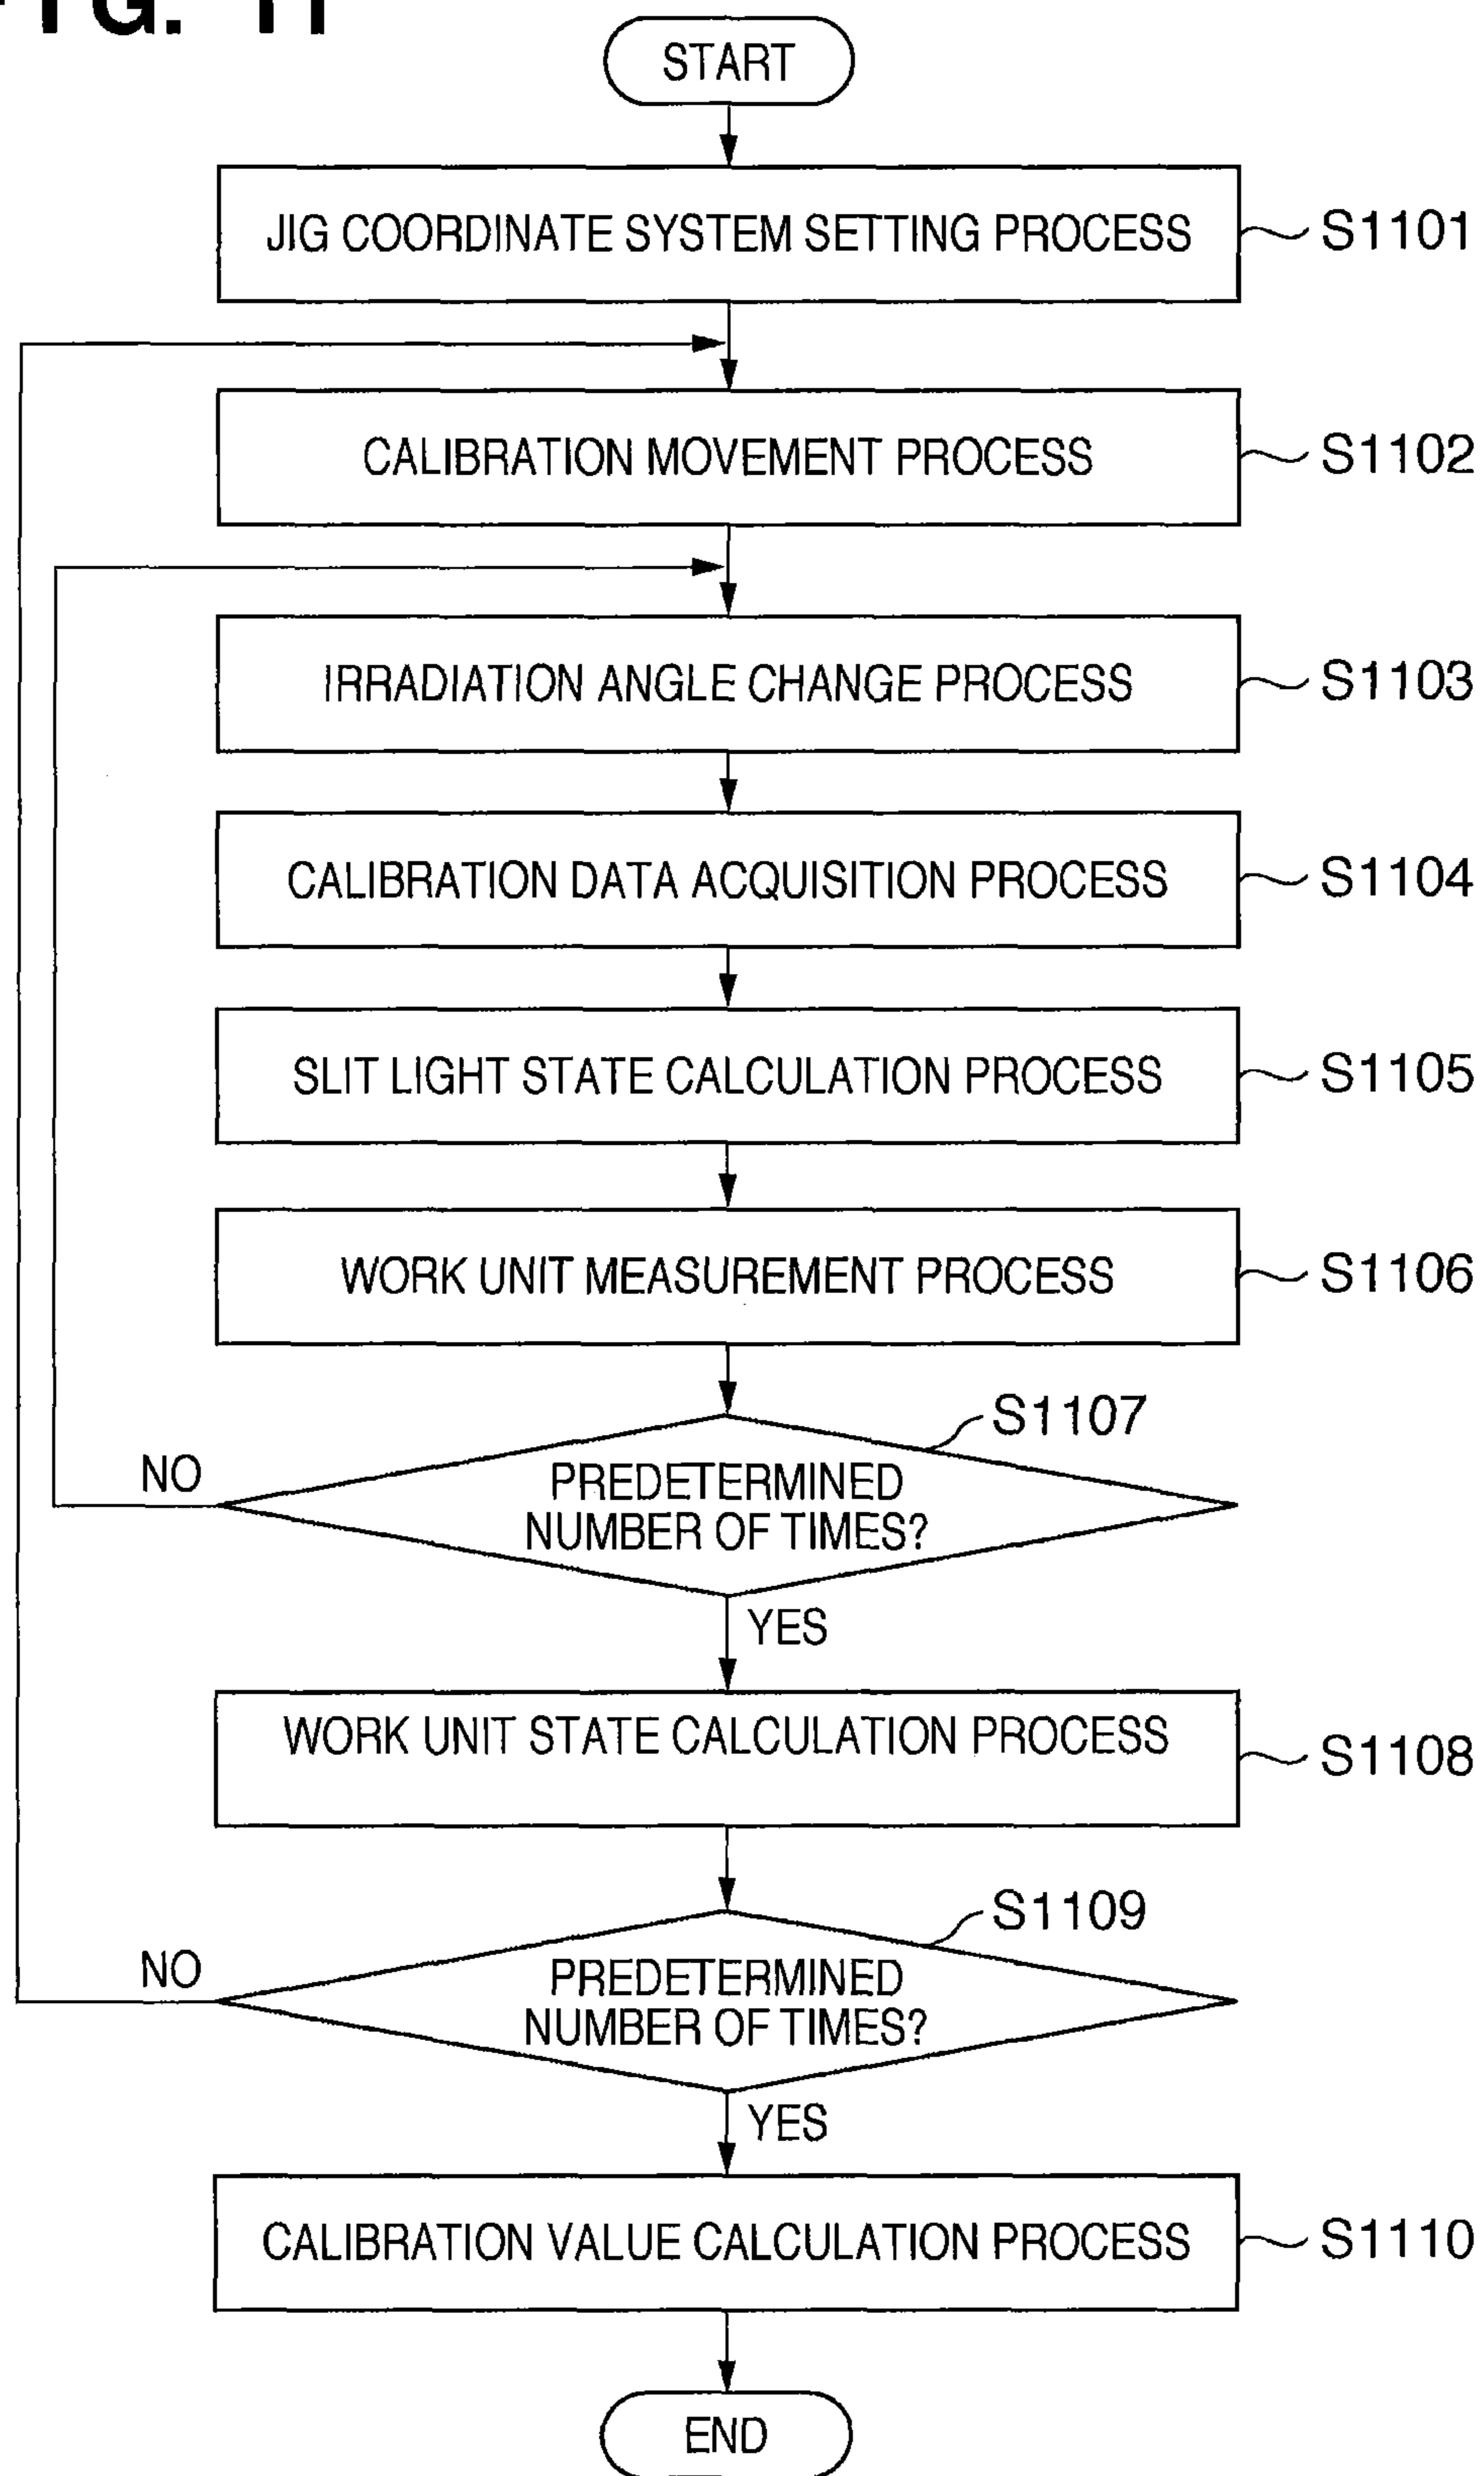 FIG. 11
START
JIG COORDINATE SYSTEM SETTING PROCESS
S1101
CALIBRATION MOVEMENT PROCESS
S1102
IRRADIATION ANGLE CHANGE PROCESS
S1103
CALIBRATION DATA ACQUISITION PROCESS
S1104
SLIT LIGHT STATE CALCULATION PROCESS
S1105
WORK UNIT MEASUREMENT PROCESS
S1106
S1107
NO
PREDETERMINED
NUMBER OF TIMES?
YES
WORK UNIT STATE CALCULATION PROCESS
S1108
S1109
NO
PREDETERMINED
NUMBER OF TIMES?
YES
CALIBRATION VALUE CALCULATION PROCESS
S1110
END